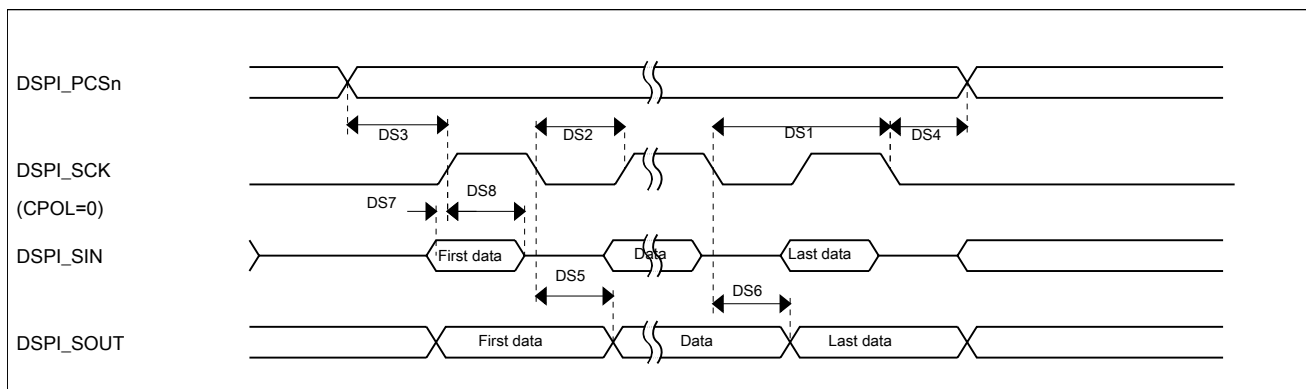 DSPI_PCSn
DS3
DS2
DS1
DS4
DSPI_SCK
(CPOL=0)
DS7
DS8
DSPI_SIN
First data
Data
Last data
DS5
DS6
DSPI_SOUT
First data
Data
Last data